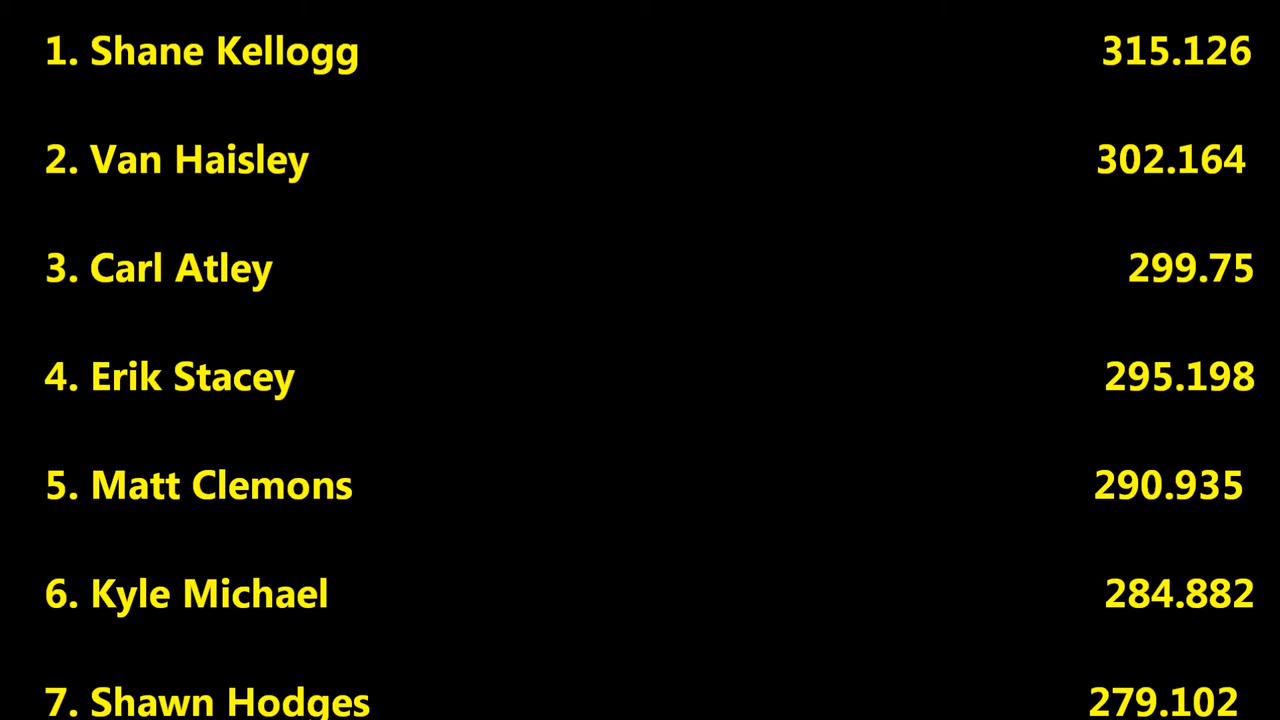 1. Shane Kellogg 315.126
2. Van Haisley 302.164
3. Carl Atley 299.75
4. Erik Stacey 295.198
5. Matt Clemons 290.935
6. Kyle Michael 284.882
7. Shawn Hodges 279.102